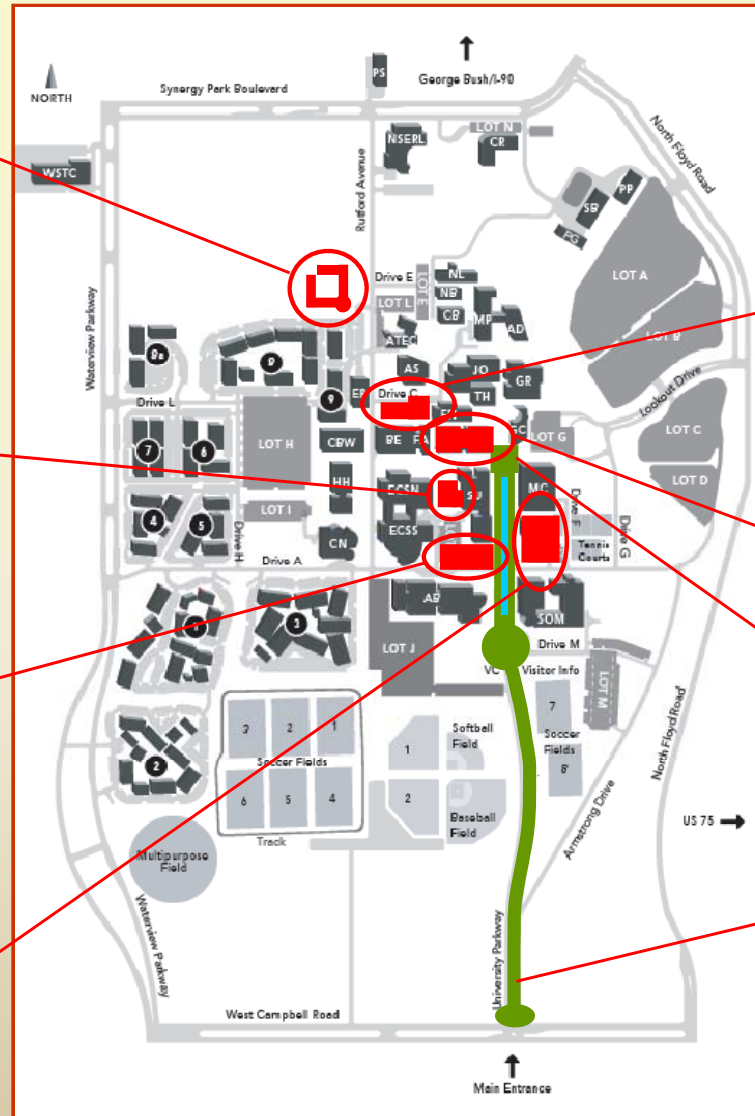 NORTH
Synergy Park Boulevard
PS
George Bush/I-90
WSTC
NISERL
LOT N
CR
North Floyd Road
Rutford Avenue
SB
PP
PG
LOT A
Waterview Parkway
Drive E
LOT E
NL
NB
CB
LOT L
MP
AD
ATEC
LOT B
8a
9
9
AS
JO
GR
Drive L
Drive C
TH
Lookout Drive
LOT C
7
6
LOT H
CBW
BE
LOT G
LOT D
4
5
HH
ECSN
SU
MC
Drive F
Drive G
LOT I
Drive H
CN
ECSS
Tennis
Courts
Drive A
AB
SOM
3
LOT J
Drive M
VC
Visitor Info
LOT M
2
3
2
1
Soccer Fields
6
5
4
Track
1
Softball
Field
2
Baseball
Field
7
Soccer
Fields
8'
Armstrong Drive
North Floyd Road
US 75
Multipurpose
Field
Waterview Parkway
University Parkway
West Campbell Road
Main Entrance